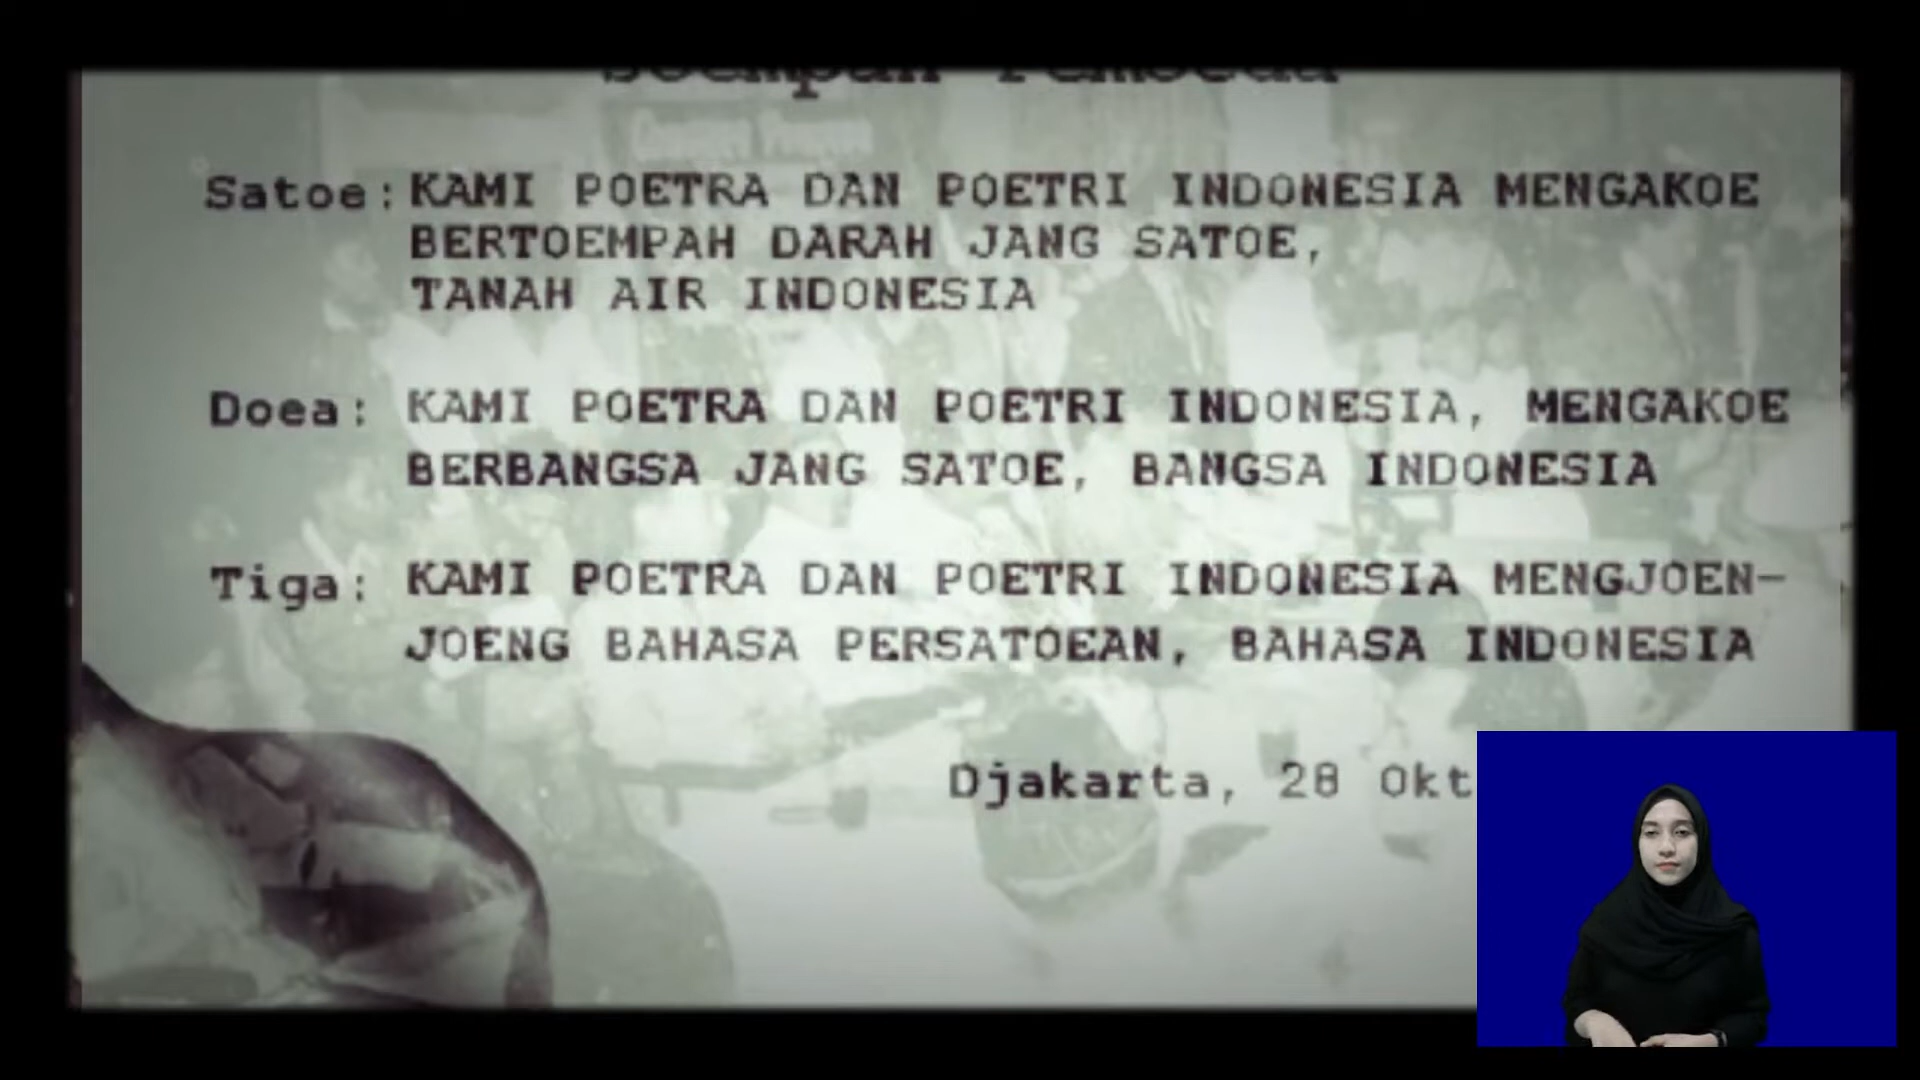 Soempah Pemoeda
Satoe: KAMI POETRA DAN POETRI INDONESIA MENGAKOE
BERTOEMPAH DARAH JANG SATOE,
TANAH AIR INDONESIA
Doea: KAMI POETRA DAN POETRI INDONESIA, MENGAKOE
BERBANGSA JANG SATOE, BANGSA INDONESIA
Tiga: KAMI POETRA DAN POETRI INDONESIA MENGJOEN-
JOENG BAHASA PERSATOEAN, BAHASA INDONESIA
Djakarta, 28 Okt